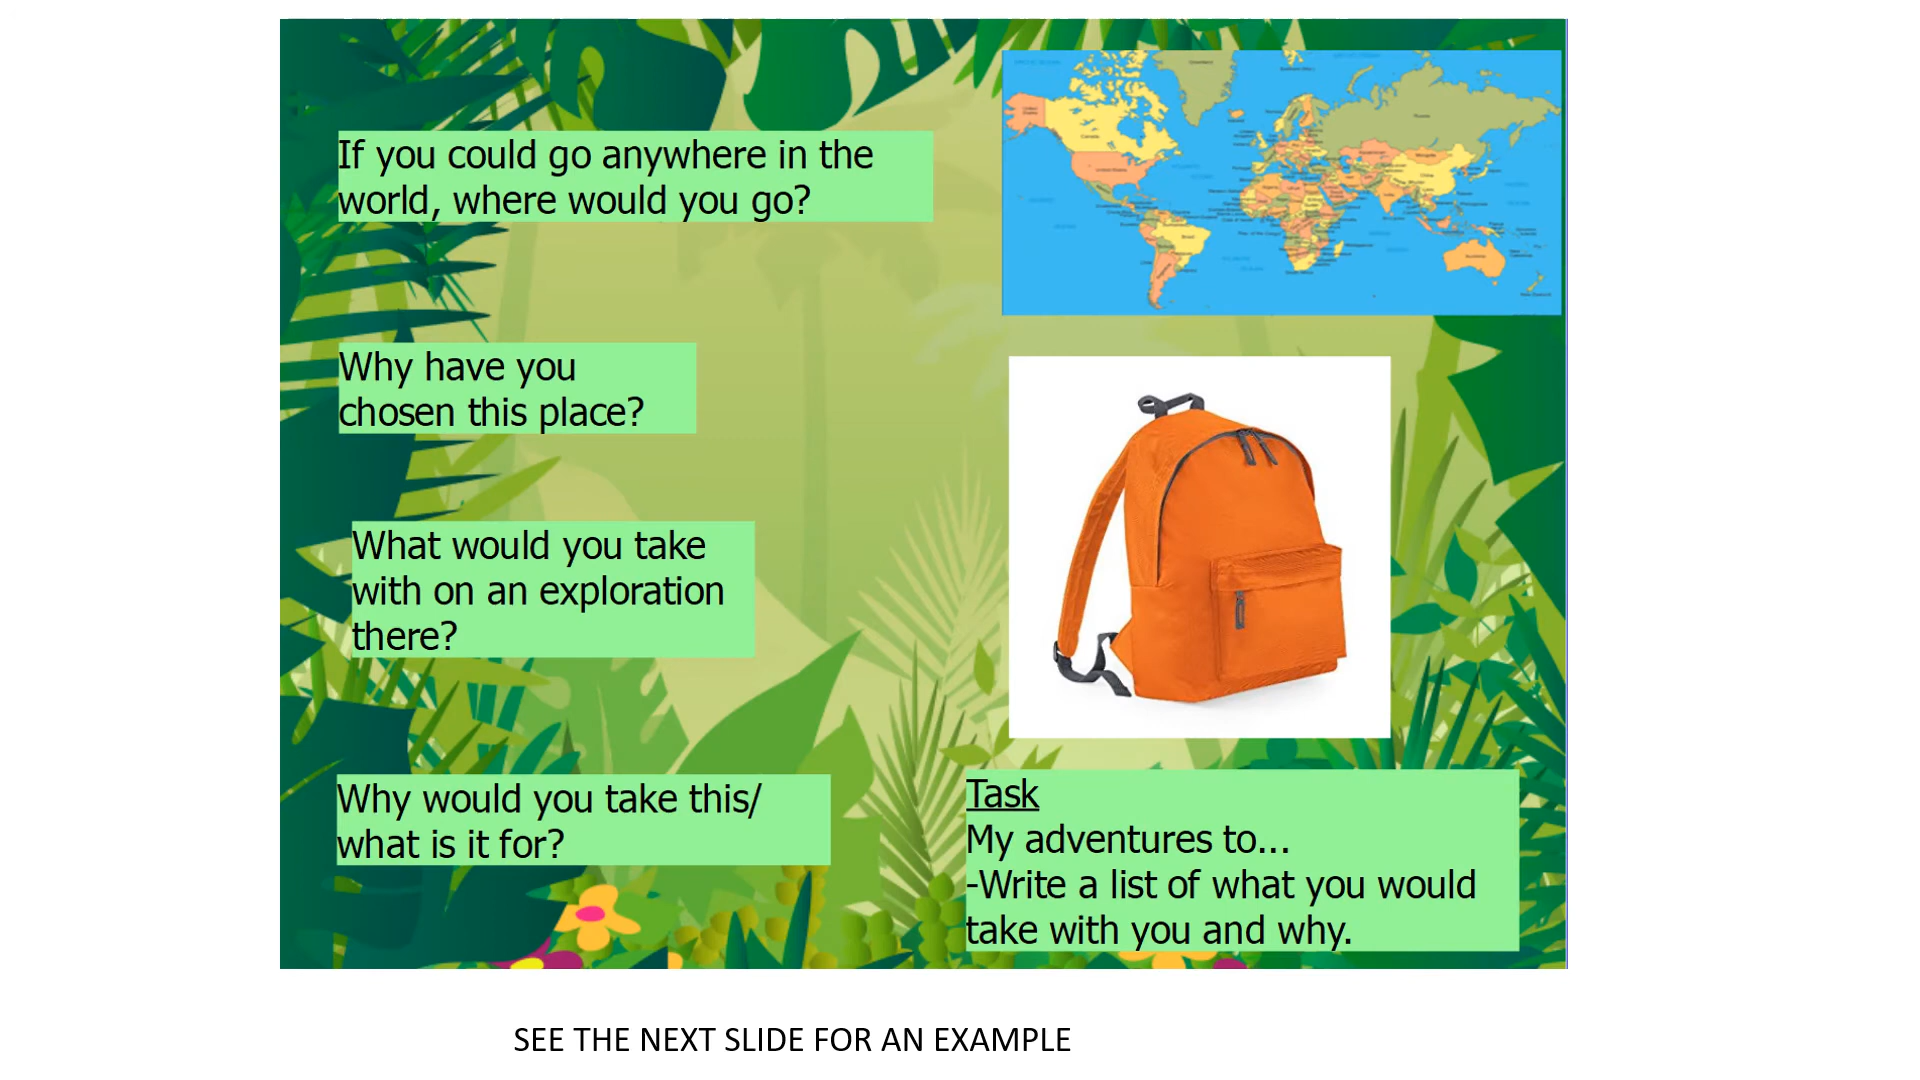 If you could go anywhere in the
world, where would you go?
Why have you
chosen this place?
What would you take
with on an exploration
there?
Why would you take this/
what is it for?
Task
My adventures to...
-Write a list of what you would
take with you and why.
SEE THE NEXT SLIDE FOR AN EXAMPLE